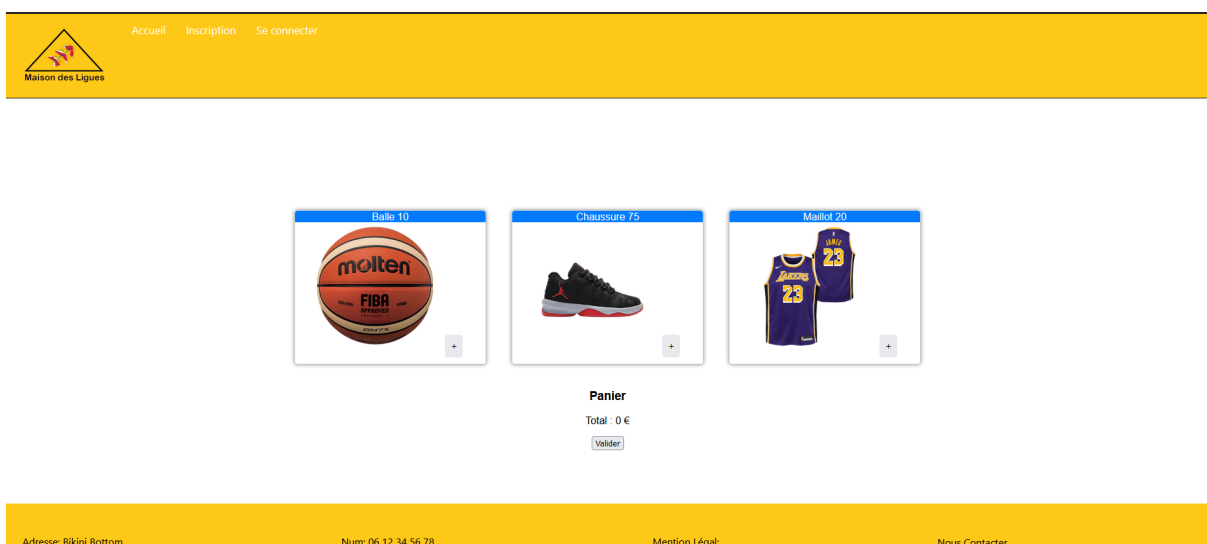 Accueil Inscription Se connecter
Maison des Ligues
Balle 10
Chaussure 75
Maillot 20
molten
FIBA
APPROVED
GM7X
JAMES
23
LAKERS
23
+
+
+
Panier
Total : 0 €
Valider
Adresse: Bikini Bottom
Num: 06 12 34 56 78
Mention Légal:
Nous Contacter